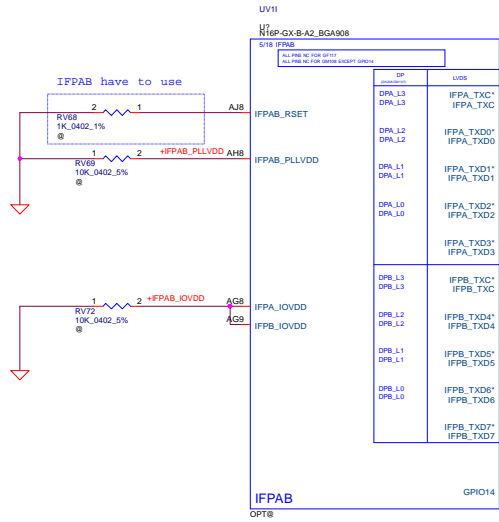 UV1I
U?
N16P-GX-B-A2_BGA908
5/18 IFPAB
ALL PINS NC FOR GF117
ALL PINS NC FOR GM108 EXCEPT GPIO14
IFPAB have to use
DP
LVDS
2 1 AJ8 IFPAB_RSET
RV68
1K_0402_1%
@
1 2 +IFPAB_PLLVDD AH8 IFPAB_PLLVDD
RV69
10K_0402_5%
@
1 2 +IFPAB_IOVDD AG8 IFPA_IOVDD
AG9 IFPB_IOVDD
RV72
10K_0402_5%
@
DPA_L3 IFPA_TXC*
DPA_L3 IFPA_TXC
DPA_L2 IFPA_TXD0*
DPA_L2 IFPA_TXD0
DPA_L1 IFPA_TXD1*
DPA_L1 IFPA_TXD1
DPA_L0 IFPA_TXD2*
DPA_L0 IFPA_TXD2
IFPA_TXD3*
IFPA_TXD3
DPB_L3 IFPB_TXC*
DPB_L3 IFPB_TXC
DPB_L2 IFPB_TXD4*
DPB_L2 IFPB_TXD4
DPB_L1 IFPB_TXD5*
DPB_L1 IFPB_TXD5
DPB_L0 IFPB_TXD6*
DPB_L0 IFPB_TXD6
IFPB_TXD7*
IFPB_TXD7
IFPAB
GPIO14
OPT@